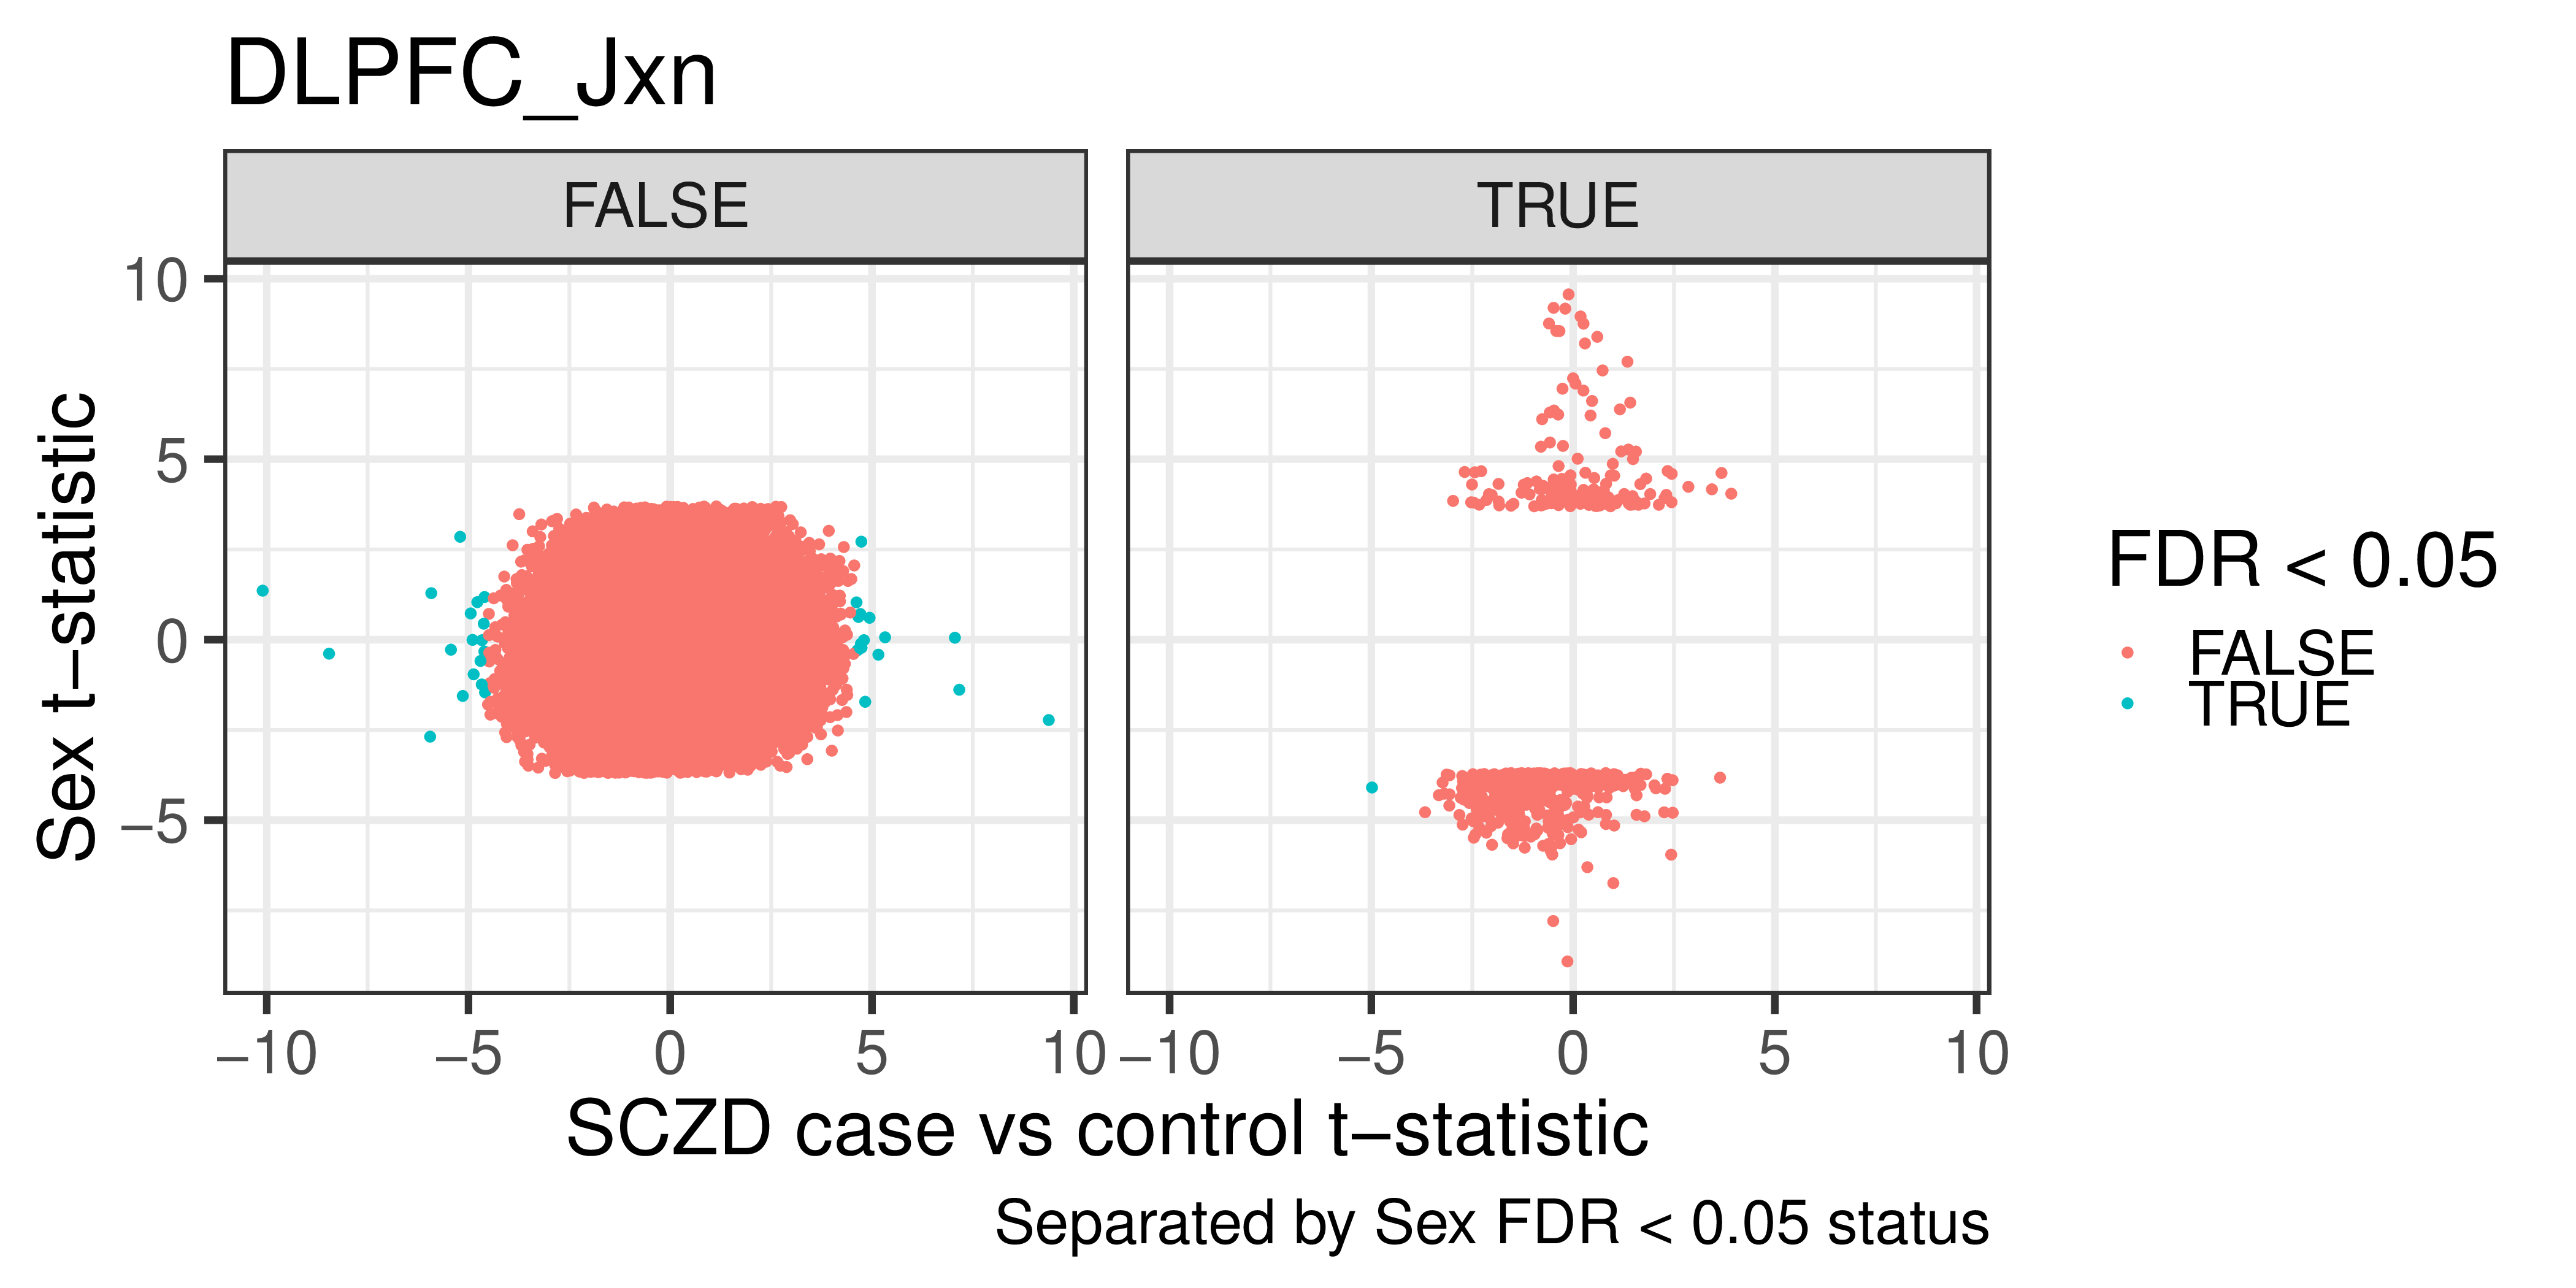 DLPFC_Jxn
FALSE
TRUE
10
5
0
−5
Sex t−statistic
−10 −5 0 5 10
−10 −5 0 5 10
SCZD case vs control t−statistic
Separated by Sex FDR < 0.05 status
FDR < 0.05
FALSE
TRUE